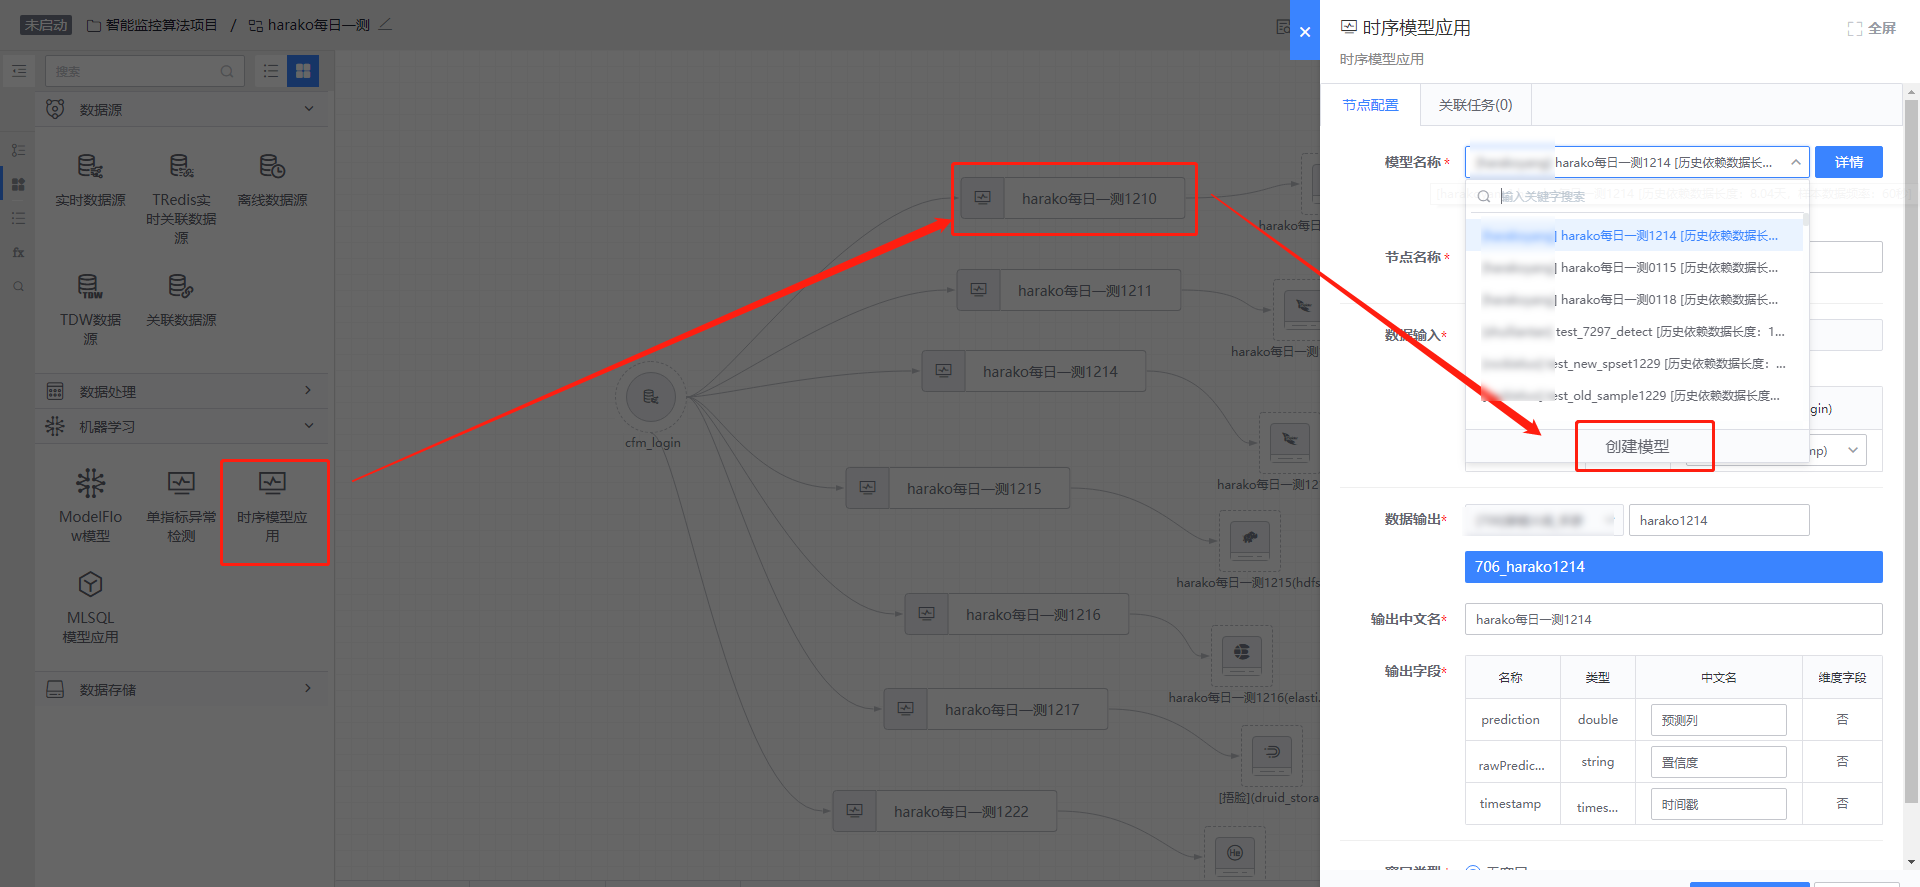 未启动
智能监控算法项目 / harako每日一测
搜索
数据源
实时数据源
TRedis实
时关联数据
源
离线数据源
TDW
TDW数据
源
关联数据源
数据处理
机器学习
ModelFlo
w模型
单指标异常
检测
时序模型应
用
MLSQL
模型应用
数据存储
fx
cfm_login
harako每日一测1210
harako每日
harako每日一测1211
harako每日一测
harako每日一测1214
harako每日一测12
harako每日一测1215
harako每日一测1215(hdfs
harako每日一测1216
harako每日一测1216(elasti
harako每日一测1217
[捂脸](druid_stora
harako每日一测1222
He
时序模型应用
全屏
时序模型应用
节点配置
关联任务(0)
模型名称*
harako每日一测1214 [历史依赖数据长...
详情
输入关键字搜索
harako每日一测1214 [历史依赖数据长...
harako每日一测0115 [历史依赖数据长...
harako每日一测0118 [历史依赖数据长...
test_7297_detect [历史依赖数据长度：1...
est_new_spset1229 [历史依赖数据长度：...
est_old_sample1229 [历史依赖数据长度...
创建模型
节点名称*
数据输入*
gin)
mp)
数据输出*
harako1214
706_harako1214
输出中文名*
harako每日一测1214
输出字段*
名称 类型 中文名 维度字段
prediction double 预测列 否
rawPredic... string 置信度 否
timestamp times... 时间戳 否